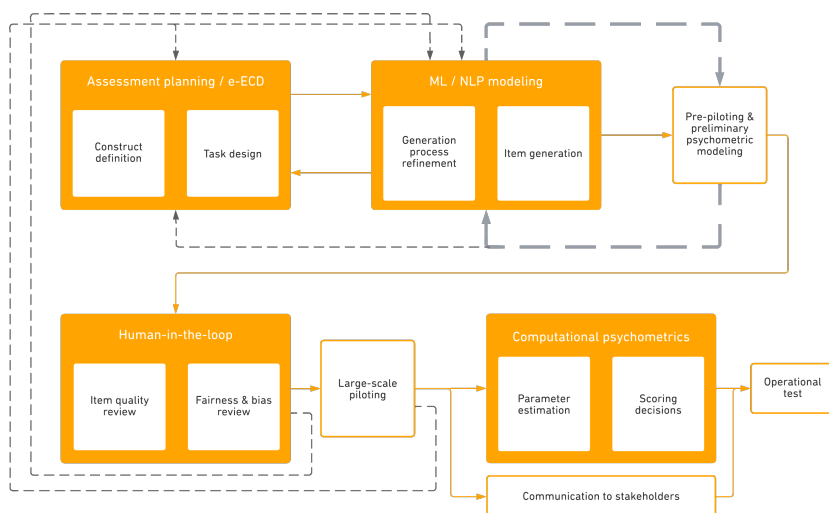 Assessment planning / e-ECD
Construct
definition
Task design
ML / NLP modeling
Generation
process
refinement
Item generation
Pre-piloting &
preliminary
psychometric
modeling
Human-in-the-loop
Item quality
review
Fairness & bias
review
Large-scale
piloting
Computational psychometrics
Parameter
estimation
Scoring
decisions
Operational
test
Communication to stakeholders